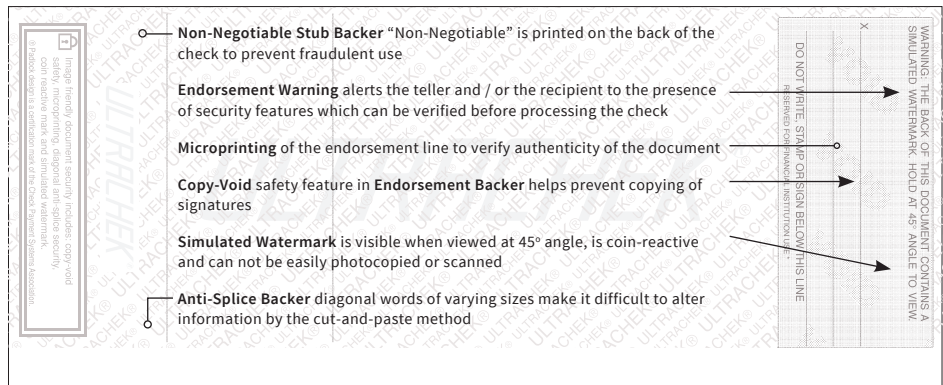 Non-Negotiable Stub Backer “Non-Negotiable” is printed on the back of the
check to prevent fraudulent use
Endorsement Warning alerts the teller and / or the recipient to the presence
of security features which can be verified before processing the check
Microprinting of the endorsement line to verify authenticity of the document
Copy-Void safety feature in Endorsement Backer helps prevent copying of
signatures
Simulated Watermark is visible when viewed at 45° angle, is coin-reactive
and can not be easily photocopied or scanned
Anti-Splice Backer diagonal words of varying sizes make it difficult to alter
information by the cut-and-paste method
Image friendly document security includes copy-void
safety, microprinting, diagonal anti-splice security,
coin reactive mark and simulated watermark.
® Padlock design is a certification mark of the Check Payment Systems Association.
WARNING: THE BACK OF THIS DOCUMENT CONTAINS A
SIMULATED WATERMARK. HOLD AT 45° ANGLE TO VIEW.
X
DO NOT WRITE, STAMP OR SIGN BELOW THIS LINE
RESERVED FOR FINANCIAL INSTITUTION USE *
ULTRACHEK
ULTRACHEK®